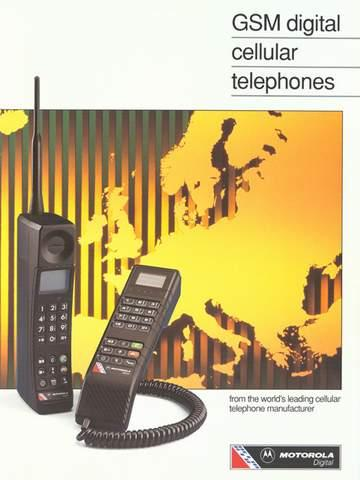 GSM digital
cellular
telephones
from the world's leading cellular
telephone manufacturer
MOTOROLA
Digital